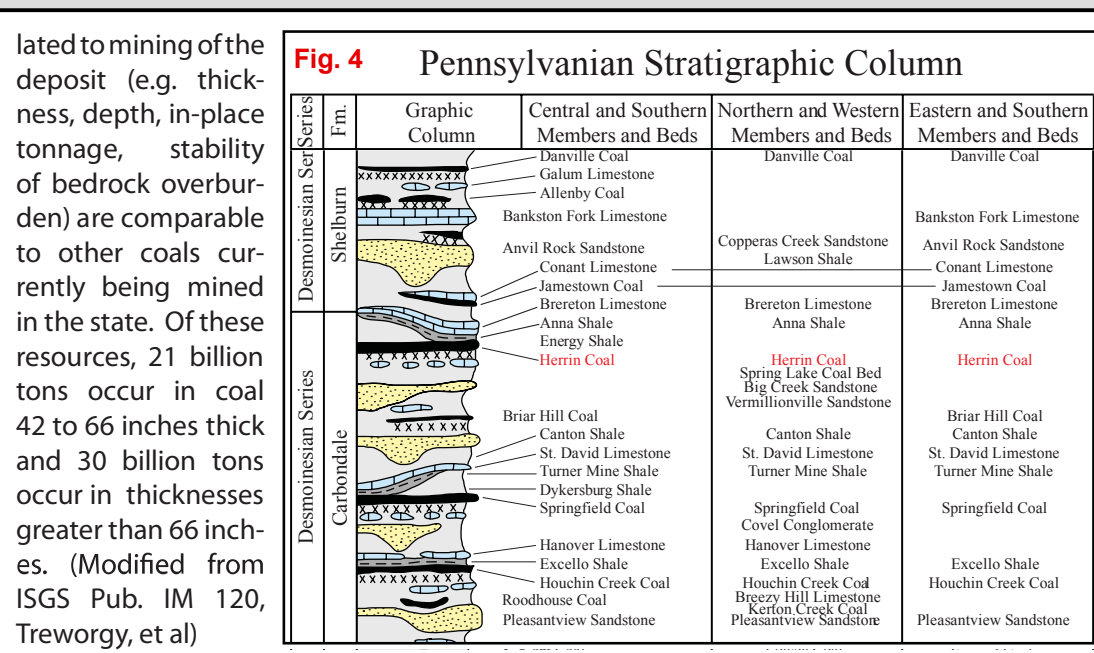 lated to mining of the
deposit (e.g. thick-
ness, depth, in-place
tonnage, stability
of bedrock overbur-
den) are comparable
to other coals cur-
rently being mined
in the state. Of these
resources, 21 billion
tons occur in coal
42 to 66 inches thick
and 30 billion tons
occur in thicknesses
greater than 66 inch-
es. (Modified from
ISGS Pub. IM 120,
Treworgy, et al)
Fig. 4 Pennsylvanian Stratigraphic Column
Series
Fm.
Graphic
Column
Central and Southern
Members and Beds
Northern and Western
Members and Beds
Eastern and Southern
Members and Beds
Desmoinesian Ser
Shelburn
Desmoinesian Series
Carbondale
Danville Coal
Galum Limestone
Allenby Coal
Bankston Fork Limestone
Anvil Rock Sandstone
Conant Limestone
Jamestown Coal
Brereton Limestone
Anna Shale
Energy Shale
Herrin Coal
Briar Hill Coal
Canton Shale
St. David Limestone
Turner Mine Shale
Dykersburg Shale
Springfield Coal
Hanover Limestone
Excello Shale
Houchin Creek Coal
Roodhouse Coal
Pleasantview Sandstone
Danville Coal
Copperas Creek Sandstone
Lawson Shale
Brereton Limestone
Anna Shale
Herrin Coal
Spring Lake Coal Bed
Big Creek Sandstone
Vermillionville Sandstone
Canton Shale
St. David Limestone
Turner Mine Shale
Springfield Coal
Covel Conglomerate
Hanover Limestone
Excello Shale
Houchin Creek Coal
Breezy Hill Limestone
Kerton Creek Coal
Pleasantview Sandstone
Danville Coal
Bankston Fork Limestone
Anvil Rock Sandstone
Conant Limestone
Jamestown Coal
Brereton Limestone
Anna Shale
Herrin Coal
Briar Hill Coal
Canton Shale
St. David Limestone
Turner Mine Shale
Springfield Coal
Excello Shale
Houchin Creek Coal
Pleasantview Sandstone